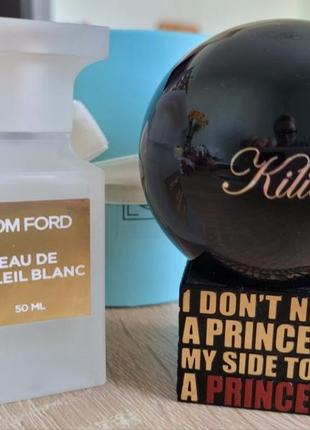 OM FORD
EAU DE
LEIL BLANC
50 ML
Kili
I DON'T N
A PRINCE
MY SIDE TO
A PRINCE